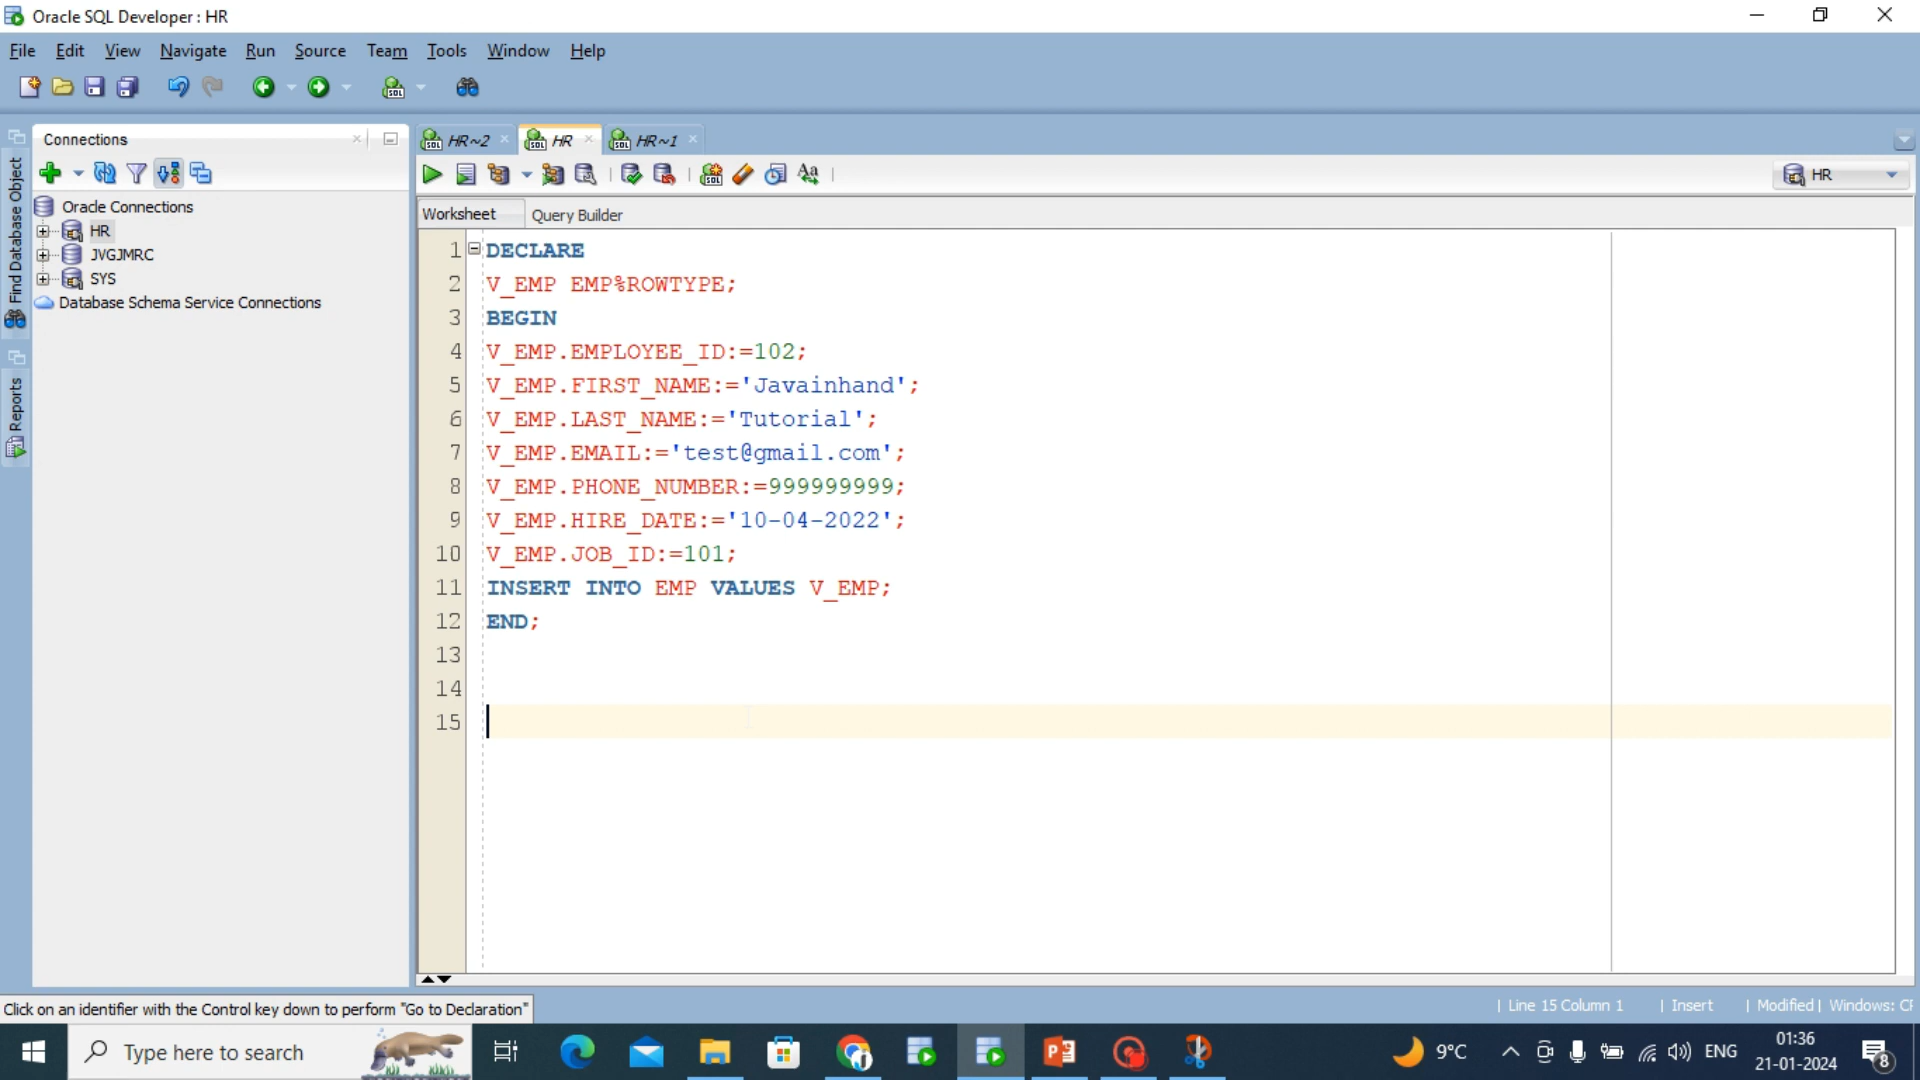 Oracle SQL Developer : HR
File Edit View Navigate Run Source Team Tools Window Help
Find Database Object
Reports
Connections
Oracle Connections
HR
JVGJMRC
SYS
Database Schema Service Connections
HR~2 HR HR~1
HR
Worksheet Query Builder
1 DECLARE
2 V_EMP EMP%ROWTYPE;
3 BEGIN
4 V_EMP.EMPLOYEE_ID:=102;
5 V_EMP.FIRST_NAME:='Javainhand';
6 V_EMP.LAST_NAME:='Tutorial';
7 V_EMP.EMAIL:='test@gmail.com';
8 V_EMP.PHONE_NUMBER:=999999999;
9 V_EMP.HIRE_DATE:='10-04-2022';
10 V_EMP.JOB_ID:=101;
11 INSERT INTO EMP VALUES V_EMP;
12 END;
13
14
15
Click on an identifier with the Control key down to perform "Go to Declaration"
| Line 15 Column 1 | Insert | Modified | Windows: CF
Type here to search
9°C
ENG
01:36
21-01-2024
8